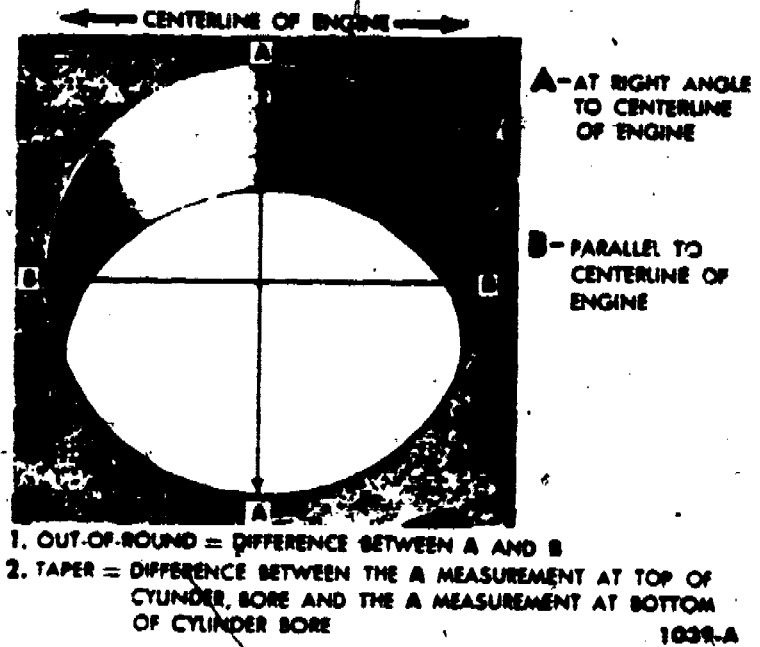 CENTERLINE OF ENGINE
A
A-AT RIGHT ANGLE
TO CENTERLINE
OF ENGINE
B
B
B-PARALLEL TO
CENTERLINE OF
ENGINE
A
1. OUT-OF-ROUND = DIFFERENCE BETWEEN A AND B
2. TAPER = DIFFERENCE BETWEEN THE A MEASUREMENT AT TOP OF
CYLINDER, BORE AND THE A MEASUREMENT AT BOTTOM
OF CYLINDER BORE
1029-A